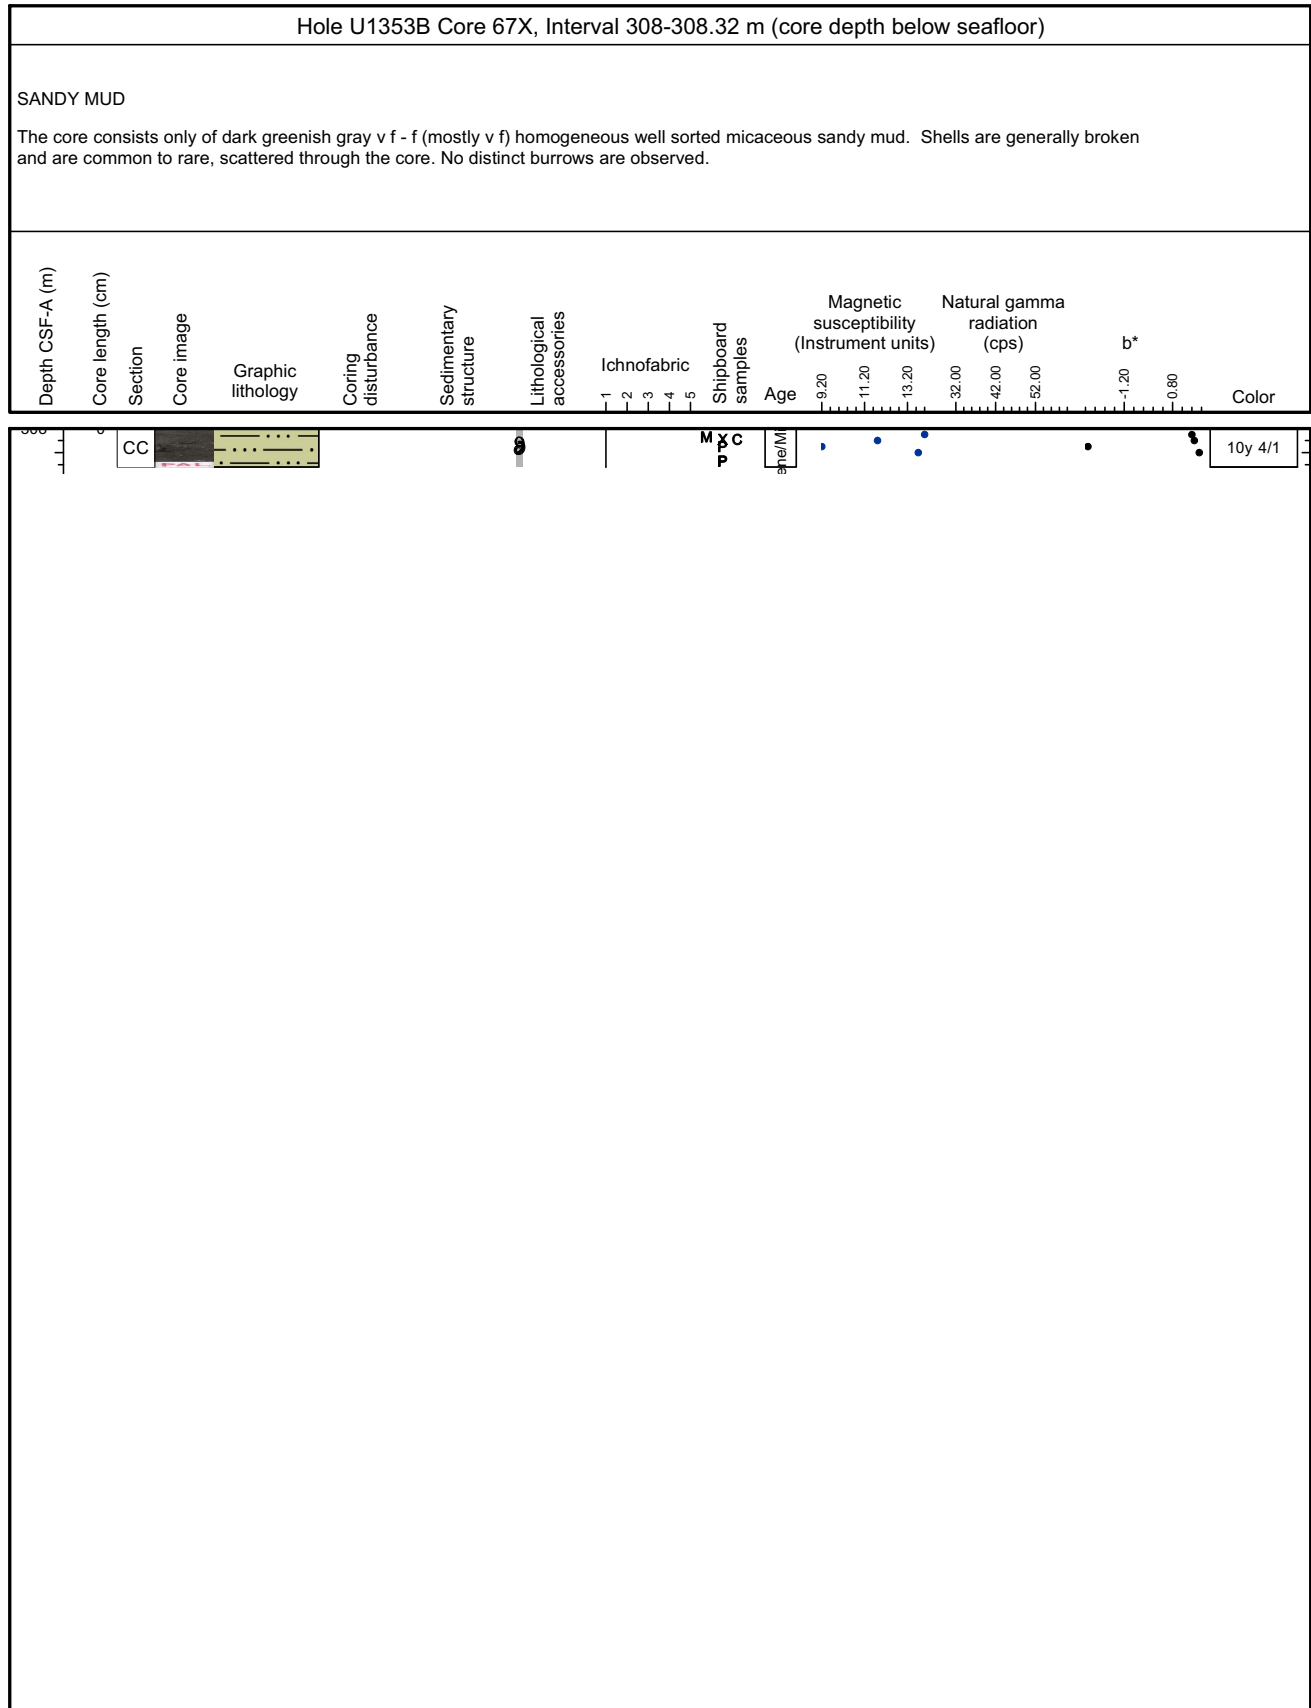 Hole U1353B Core 67X, Interval 308-308.32 m (core depth below seafloor)
SANDY MUD
The core consists only of dark greenish gray v f - f (mostly v f) homogeneous well sorted micaceous sandy mud. Shells are generally broken
and are common to rare, scattered through the core. No distinct burrows are observed.
Depth CSF-A (m)
Core length (cm)
Section
Core image
Graphic
lithology
Coring
disturbance
Sedimentary
structure
Lithological
accessories
Ichnofabric
1 2 3 4 5
Shipboard
samples
Age
Magnetic
susceptibility
(Instrument units)
9.20 11.20 13.20
Natural gamma
radiation
(cps)
32.00 42.00 52.00
b*
-1.20 0.80
Color
308
0
CC
PAL
M X C
P
P
ene/Mi
10y 4/1